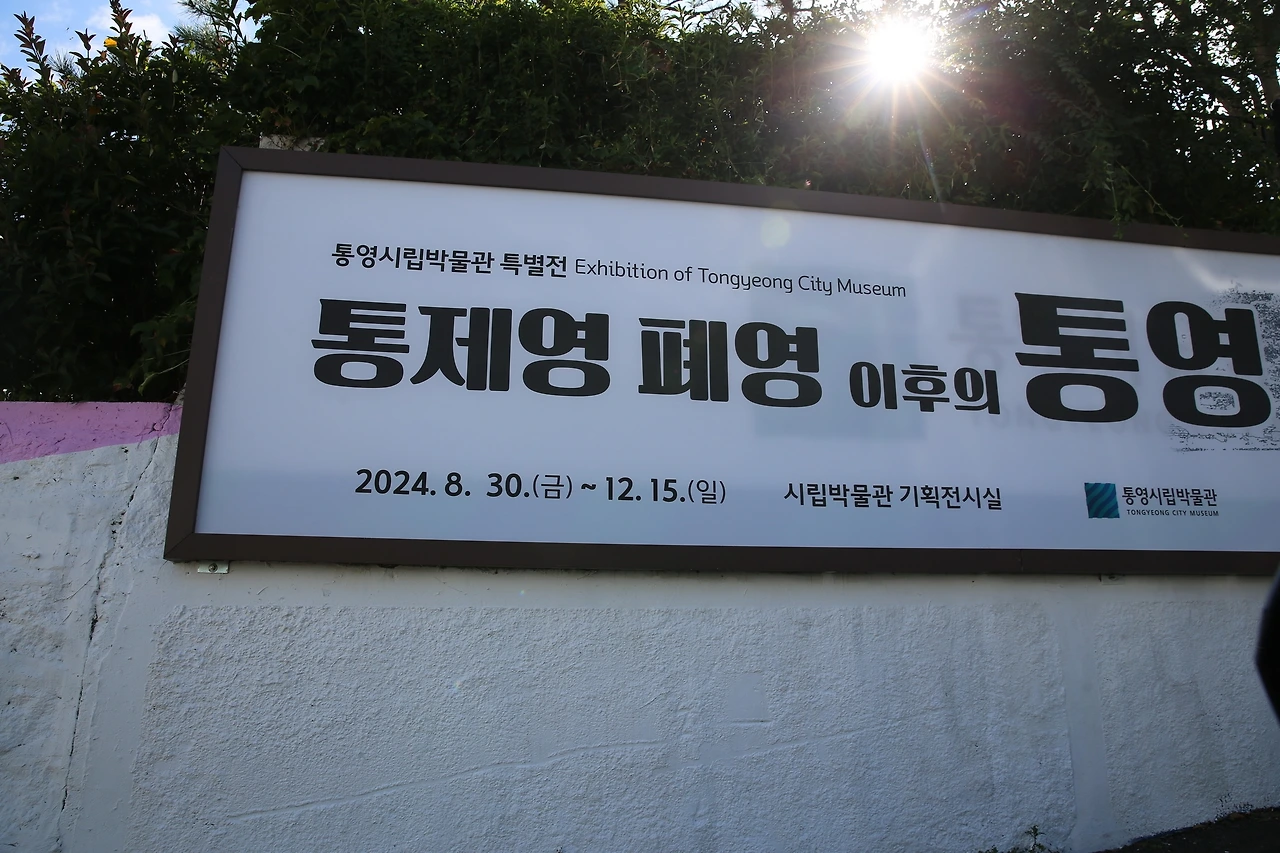 통영시립박물관 특별전 Exhibition of Tongyeong City Museum
통제영 폐영 이후의 통영
2024. 8. 30.(금) ~ 12. 15.(일) 시립박물관 기획전시실
통영시립박물관
TONGYEONG CITY MUSEUM